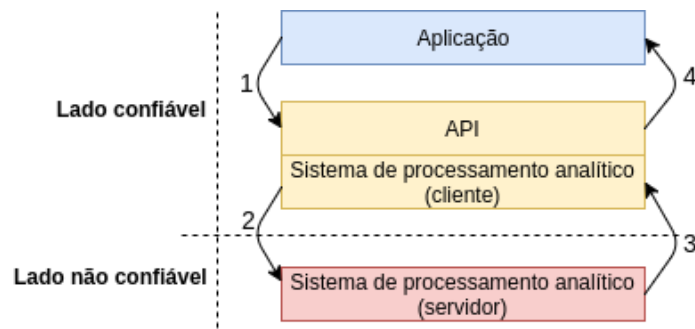 Aplicação
1
4
Lado confiável
API
Sistema de processamento analítico
(cliente)
2
3
Lado não confiável
Sistema de processamento analítico
(servidor)